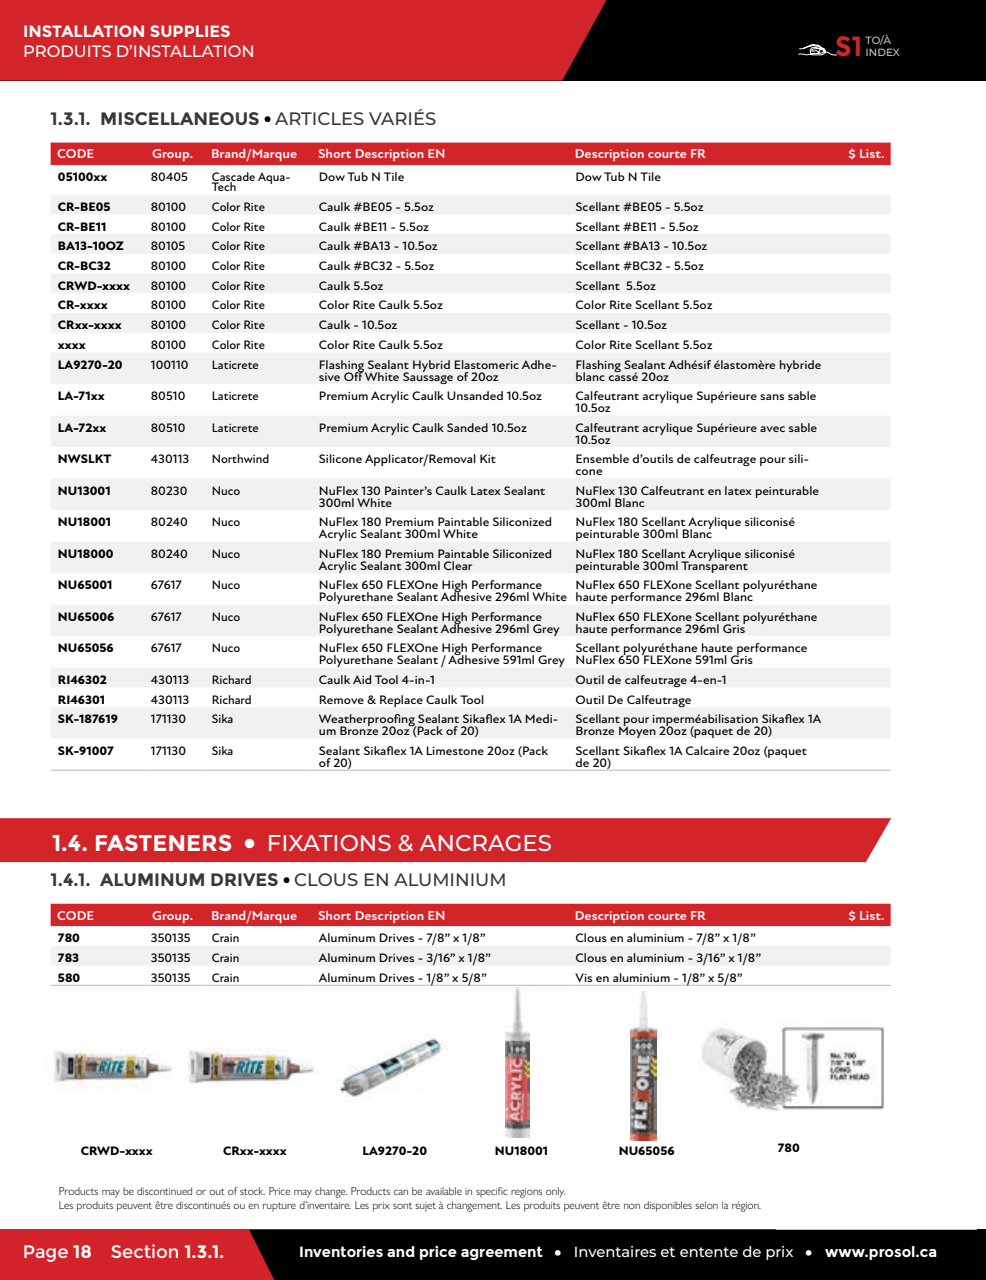 INSTALLATION SUPPLIES
PRODUITS D’INSTALLATION
S1 TO/À
INDEX
1.3.1. MISCELLANEOUS • ARTICLES VARIÉS
CODE Group. Brand/Marque Short Description EN Description courte FR $ List.
05100xx 80405 Cascade Aqua- Dow Tub N Tile Dow Tub N Tile
Tech
CR-BE05 80100 Color Rite Caulk #BE05 - 5.5oz Scellant #BE05 - 5.5oz
CR-BE11 80100 Color Rite Caulk #BE11 - 5.5oz Scellant #BE11 - 5.5oz
BA13-10OZ 80105 Color Rite Caulk #BA13 - 10.5oz Scellant #BA13 - 10.5oz
CR-BC32 80100 Color Rite Caulk #BC32 - 5.5oz Scellant #BC32 - 5.5oz
CRWD-xxxx 80100 Color Rite Caulk 5.5oz Scellant 5.5oz
CR-xxxx 80100 Color Rite Color Rite Caulk 5.5oz Color Rite Scellant 5.5oz
CRxx-xxxx 80100 Color Rite Caulk - 10.5oz Scellant - 10.5oz
xxxx 80100 Color Rite Color Rite Caulk 5.5oz Color Rite Scellant 5.5oz
LA9270-20 100110 Laticrete Flashing Sealant Hybrid Elastomeric Adhe- Flashing Sealant Adhésif élastomère hybride
sive Off White Saussage of 20oz blanc cassé 20oz
LA-71xx 80510 Laticrete Premium Acrylic Caulk Unsanded 10.5oz Calfeutrant acrylique Supérieure sans sable
10.5oz
LA-72xx 80510 Laticrete Premium Acrylic Caulk Sanded 10.5oz Calfeutrant acrylique Supérieure avec sable
10.5oz
NWSLKT 430113 Northwind Silicone Applicator/Removal Kit Ensemble d’outils de calfeutrage pour sili-
cone
NU13001 80230 Nuco NuFlex 130 Painter’s Caulk Latex Sealant NuFlex 130 Calfeutrant en latex peinturable
300ml White 300ml Blanc
NU18001 80240 Nuco NuFlex 180 Premium Paintable Siliconized NuFlex 180 Scellant Acrylique siliconisé
Acrylic Sealant 300ml White peinturable 300ml Blanc
NU18000 80240 Nuco NuFlex 180 Premium Paintable Siliconized NuFlex 180 Scellant Acrylique siliconisé
Acrylic Sealant 300ml Clear peinturable 300ml Transparent
NU65001 67617 Nuco NuFlex 650 FLEXOne High Performance NuFlex 650 FLEXone Scellant polyuréthane
Polyurethane Sealant Adhesive 296ml White haute performance 296ml Blanc
NU65006 67617 Nuco NuFlex 650 FLEXOne High Performance NuFlex 650 FLEXone Scellant polyuréthane
Polyurethane Sealant Adhesive 296ml Grey haute performance 296ml Gris
NU65056 67617 Nuco NuFlex 650 FLEXOne High Performance Scellant polyuréthane haute performance
Polyurethane Sealant / Adhesive 591ml Grey NuFlex 650 FLEXone 591ml Gris
RI46302 430113 Richard Caulk Aid Tool 4-in-1 Outil de calfeutrage 4-en-1
RI46301 430113 Richard Remove & Replace Caulk Tool Outil De Calfeutrage
SK-187619 171130 Sika Weatherproofing Sealant Sikaflex 1A Medi- Scellant pour imperméabilisation Sikaflex 1A
um Bronze 20oz (Pack of 20) Bronze Moyen 20oz (paquet de 20)
SK-91007 171130 Sika Sealant Sikaflex 1A Limestone 20oz (Pack Scellant Sikaflex 1A Calcaire 20oz (paquet
of 20) de 20)
1.4. FASTENERS • FIXATIONS & ANCRAGES
1.4.1. ALUMINUM DRIVES • CLOUS EN ALUMINIUM
CODE Group. Brand/Marque Short Description EN Description courte FR $ List.
780 350135 Crain Aluminum Drives - 7/8” x 1/8” Clous en aluminium - 7/8” x 1/8”
783 350135 Crain Aluminum Drives - 3/16” x 1/8” Clous en aluminium - 3/16” x 1/8”
580 350135 Crain Aluminum Drives - 1/8” x 5/8” Vis en aluminium - 1/8” x 5/8”
RITE
RITE
ACRYLIC
FLEXONE
No. 780
7/8" x 1/8"
LONG
FLAT HEAD
CRWD-xxxx CRxx-xxxx LA9270-20 NU18001 NU65056 780
Products may be discontinued or out of stock. Price may change. Products can be available in specific regions only.
Les produits peuvent être discontinués ou en rupture d’inventaire. Les prix sont sujet à changement. Les produits peuvent être non disponibles selon la région.
Page 18 Section 1.3.1. Inventories and price agreement • Inventaires et entente de prix • www.prosol.ca